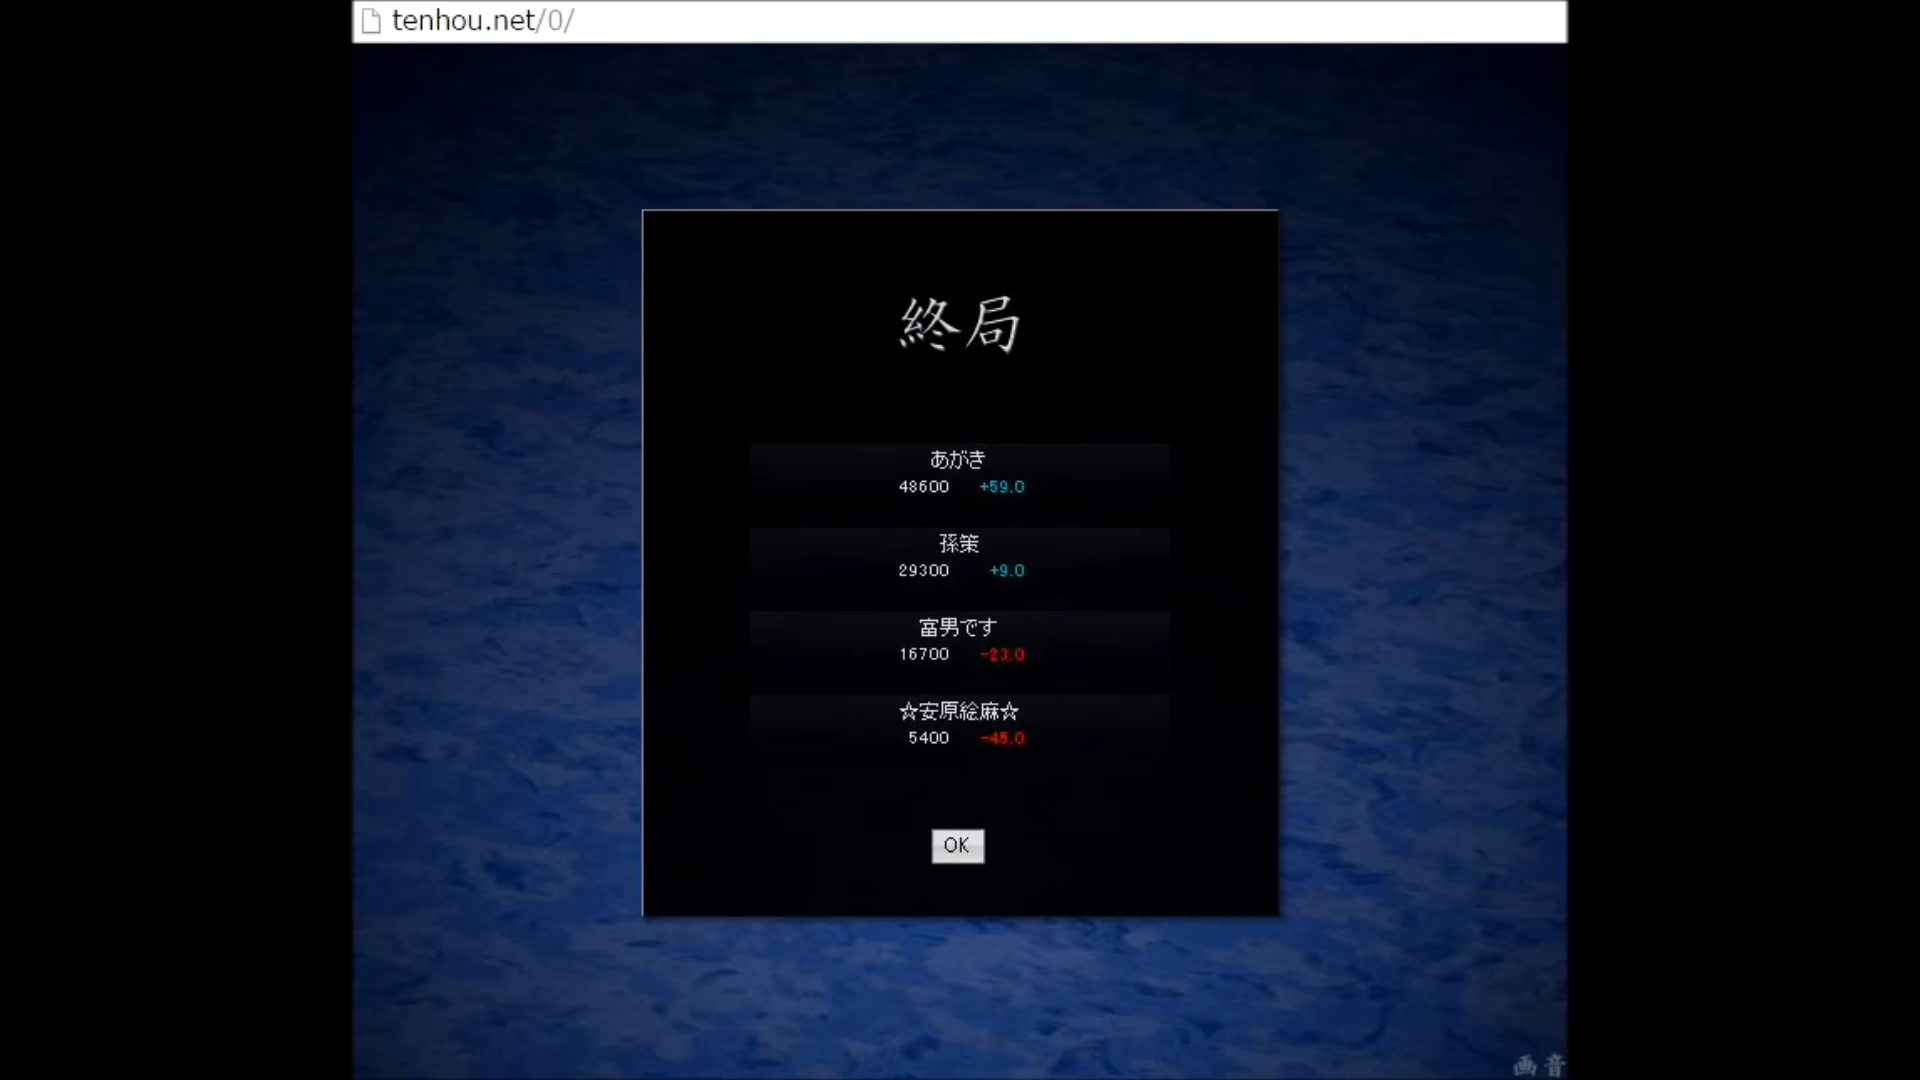 tenhou.net/0/
終局
あがき
48600 +59.0
孫策
29300 +9.0
富男です
16700 -23.0
☆安原絵麻☆
5400 -45.0
OK
画 音